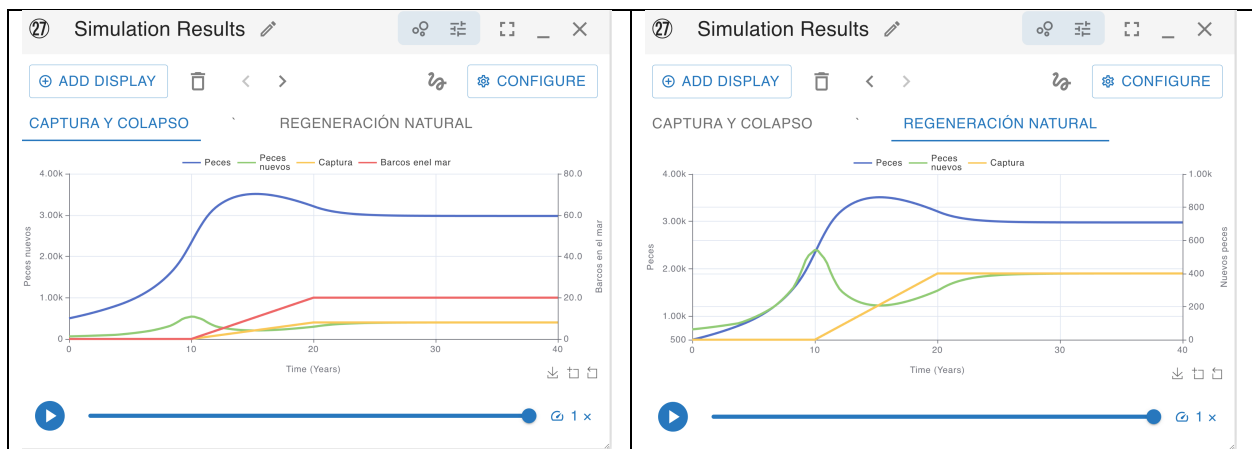 ㉗ Simulation Results
ADD DISPLAY
CONFIGURE
CAPTURA Y COLAPSO ` REGENERACIÓN NATURAL
Peces Peces nuevos Captura Barcos enel mar
4.00k 80.0
3.00k 60.0
2.00k 40.0
1.00k 20.0
0 0
Peces nuevos
Barcos en el mar
0 10 20 30 40
Time (Years)
1 ×
㉗ Simulation Results
ADD DISPLAY
CONFIGURE
CAPTURA Y COLAPSO ` REGENERACIÓN NATURAL
Peces Peces nuevos Captura
4.00k 1.00k
800
3.00k
600
2.00k
400
1.00k 200
500 0
Peces
Nuevos peces
0 10 20 30 40
Time (Years)
1 ×